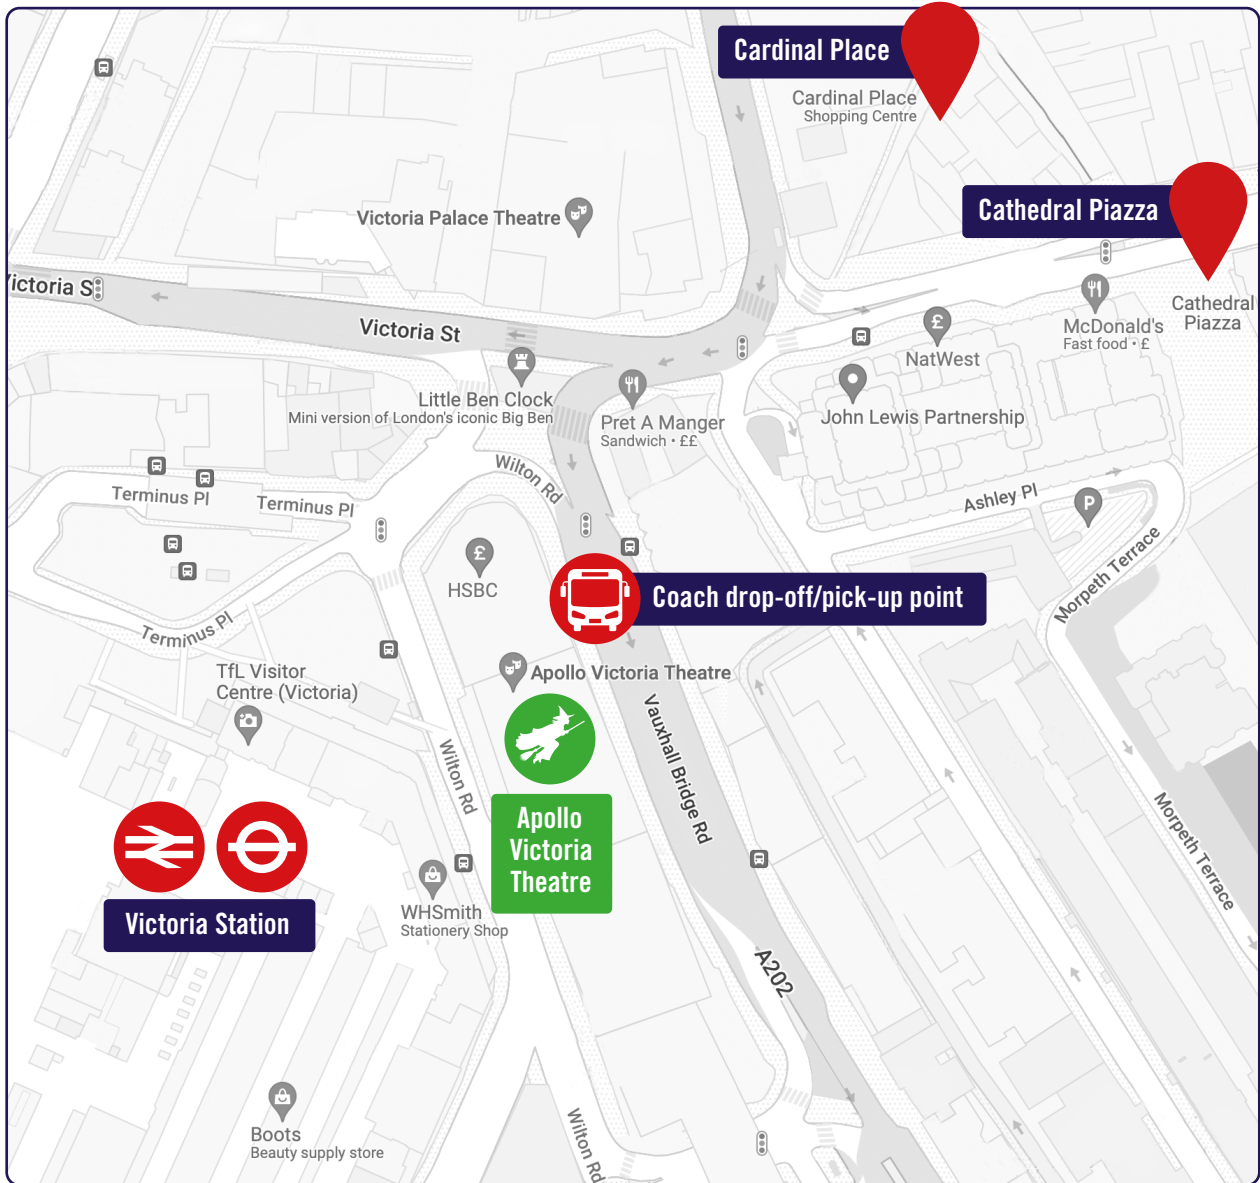 Cardinal Place
Cardinal Place
Shopping Centre
Cathedral Piazza
Victoria Palace Theatre
Cathedral
Piazza
McDonald's
Fast food • £
Victoria St
Victoria St
£
NatWest
Little Ben Clock
Mini version of London's iconic Big Ben
Pret A Manger
Sandwich • ££
John Lewis Partnership
Wilton Rd
Terminus Pl
Terminus Pl
Ashley Pl
P
£
HSBC
Coach drop-off/pick-up point
Morpeth Terrace
Terminus Pl
TfL Visitor
Centre (Victoria)
Apollo Victoria Theatre
Vauxhall Bridge Rd
Wilton Rd
Apollo
Victoria
Theatre
Morpeth Terrace
Victoria Station
WHSmith
Stationery Shop
A202
Boots
Beauty supply store
Wilton Rd